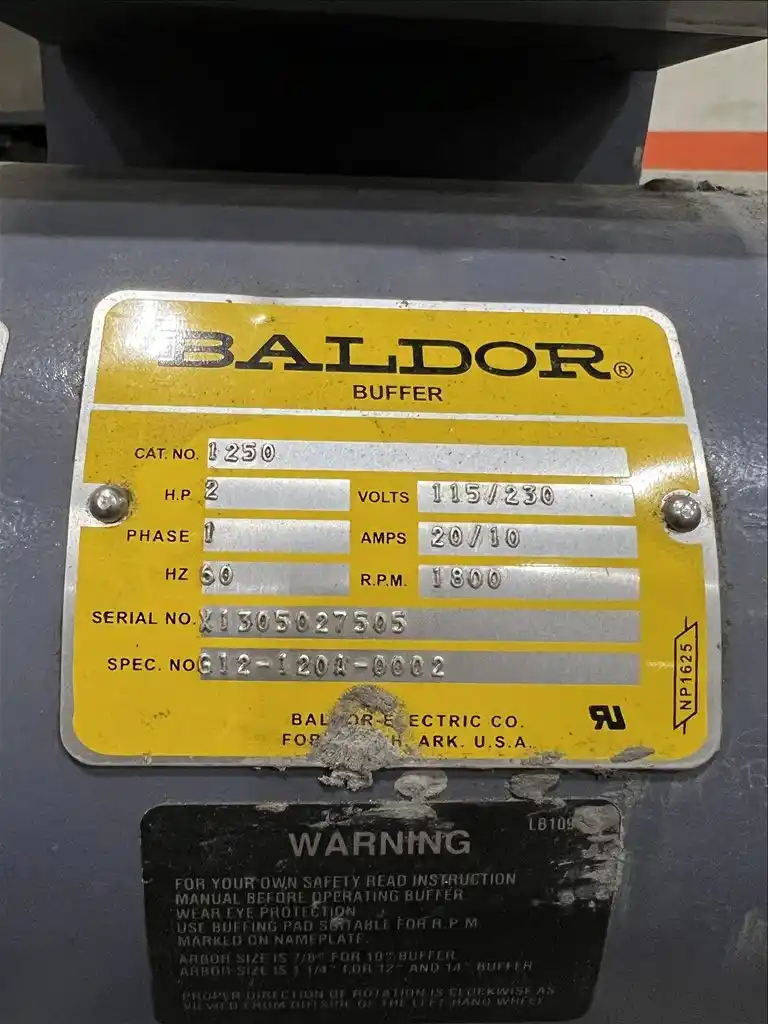 BALDOR®
BUFFER
CAT. NO. 1250
H.P. 2 VOLTS 115/230
PHASE 1 AMPS 20/10
HZ 60 R.P.M. 1800
SERIAL NO. X1305027505
SPEC. NO. G12-120A-0002
NP1625
BALDOR ELECTRIC CO.
ARK. U.S.A.
WARNING
FOR YOUR OWN SAFETY READ INSTRUCTION
MANUAL BEFORE OPERATING BUFFER
WEAR EYE PROTECTION
USE BUFFING PAD SUITABLE FOR R.P.M
MARKED ON NAMEPLATE.
ARBOR SIZE IS 7/8" FOR 10" BUFFER
ARBOR SIZE IS 1 1/4" FOR 12" AND 14" BUFFER
PROPER DIRECTION OF ROTATION IS CLOCKWISE AS
VIEWED FROM OUTSIDE OF THE LEFT HAND WHEEL